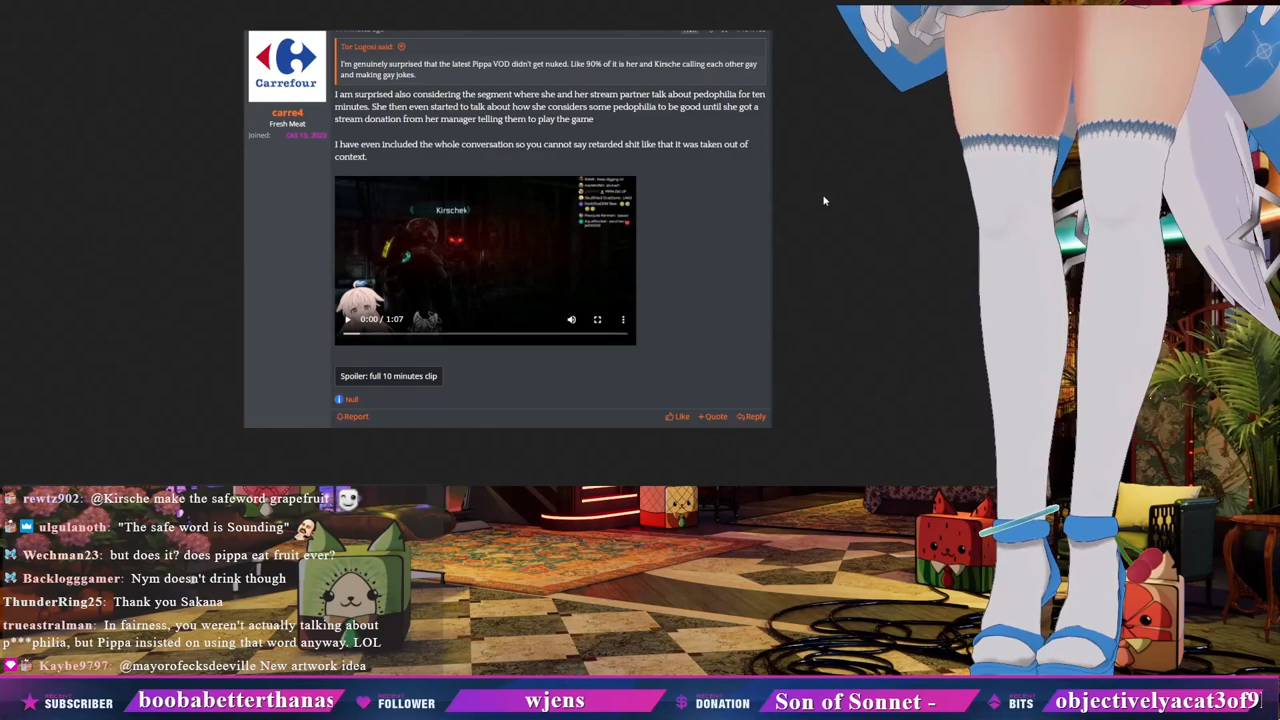 Carrefour
carre4
Fresh Meat
Joined:
Tor Lugosi said:
I'm genuinely surprised that the latest Pippa VOD didn't get nuked. Like 90% of it is her and Kirsche calling each other gay
and making gay jokes.
I am surprised also considering the segment where she and her stream partner talk about pedophilia for ten
minutes. She then even started to talk about how she considers some pedophilia to be good until she got a
stream donation from her manager telling them to play the game
I have even included the whole conversation so you cannot say retarded shit like that it was taken out of
context.
0:00 / 1:07
Spoiler: full 10 minutes clip
Null
Report
Like
+Quote
Reply
rewtz902: @Kirsche make the safeword grapefruit
ulgulanoth: "The safe word is Sounding"
Wechman23: but does it? does pippa eat fruit ever?
Backlogggamer: Nym doesn't drink though
ThunderRing25: Thank you Sakana
trueastralman: In fairness, you weren't actually talking about
p***philia, but Pippa insisted on using that word anyway. LOL
Kaybe9797: @mayorofecksdeeville New artwork idea
RECENT
SUBSCRIBER
boobabetterthanas
RECENT
FOLLOWER
wjens
RECENT
DONATION
Son of Sonnet -
RECENT
BITS
objectivelyacat3of9